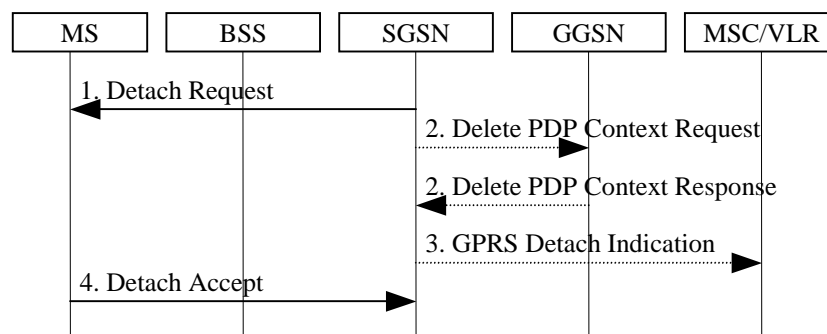 MS BSS SGSN GGSN MSC/VLR
1. Detach Request
2. Delete PDP Context Request
2. Delete PDP Context Response
3. GPRS Detach Indication
4. Detach Accept